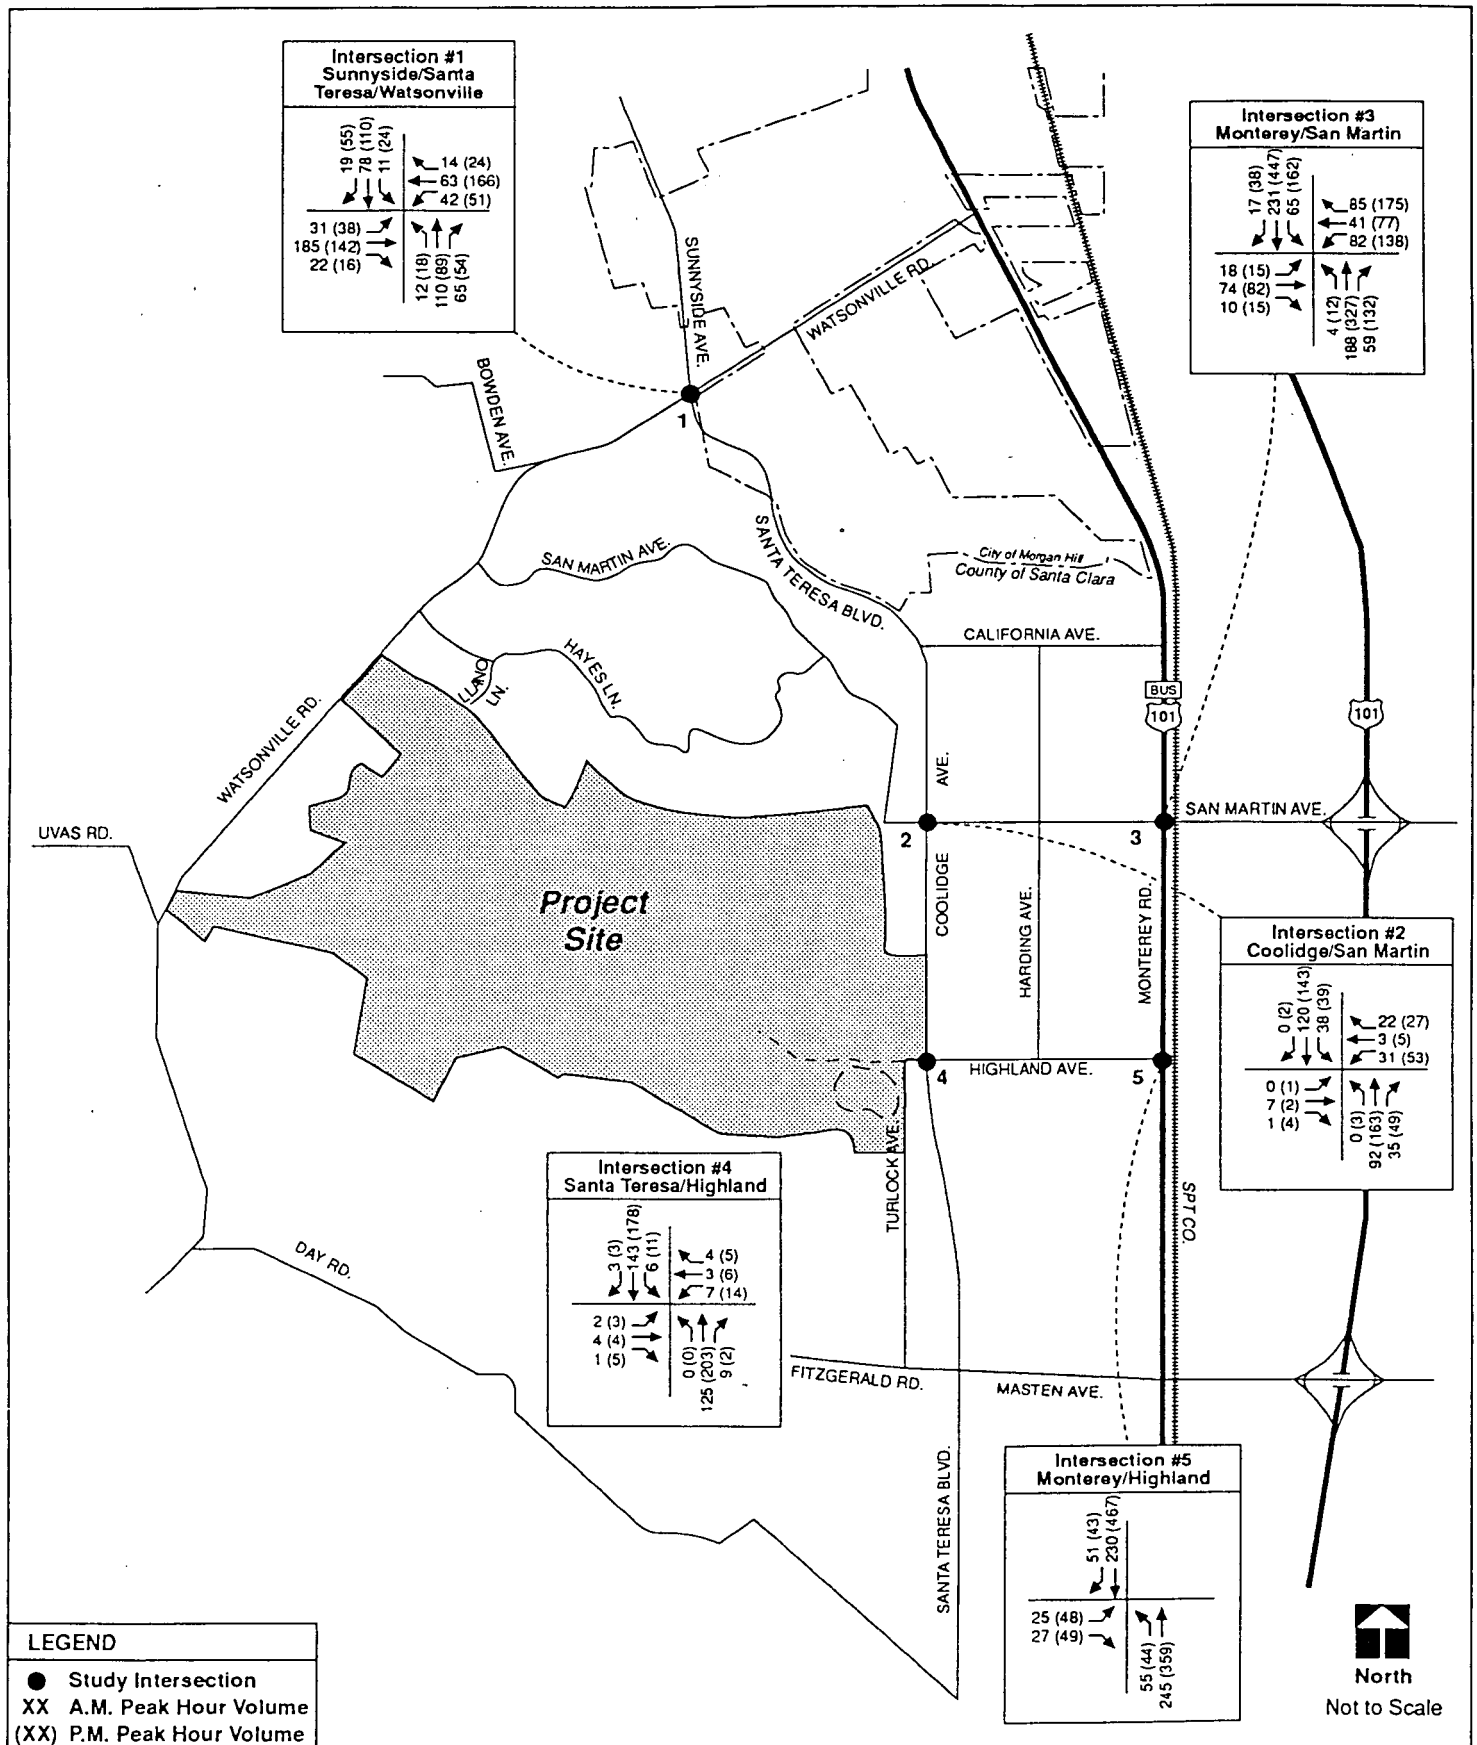 Intersection #1
Sunnyside/Santa
Teresa/Watsonville
19 (55)
78 (110)
11 (24)
14 (24)
63 (166)
42 (51)
31 (38)
185 (142)
22 (16)
12 (18)
110 (89)
65 (54)
Intersection #3
Monterey/San Martin
17 (38)
231 (447)
65 (162)
85 (175)
41 (77)
82 (138)
18 (15)
74 (82)
10 (15)
4 (12)
188 (327)
59 (132)
SUNNYSIDE AVE.
WATSONVILLE RD.
BOWDEN AVE.
1
SANTA TERESA BLVD.
SAN MARTIN AVE.
City of Morgan Hill
County of Santa Clara
CALIFORNIA AVE.
HAYES LN.
LLANO
LN.
WATSONVILLE RD.
BUS
101
101
AVE.
SAN MARTIN AVE.
UVAS RD.
2
3
COOLIDGE
HARDING AVE.
MONTEREY RD.
Project
Site
Intersection #2
Coolidge/San Martin
0 (2)
120 (143)
38 (39)
22 (27)
3 (5)
31 (53)
0 (1)
7 (2)
1 (4)
0 (3)
92 (163)
35 (49)
4
HIGHLAND AVE.
5
TURLOCK AVE.
SPT CO.
Intersection #4
Santa Teresa/Highland
3 (3)
143 (178)
6 (11)
4 (5)
3 (6)
7 (14)
2 (3)
4 (4)
1 (5)
0 (0)
125 (203)
9 (2)
DAY RD.
FITZGERALD RD.
MASTEN AVE.
SANTA TERESA BLVD.
Intersection #5
Monterey/Highland
51 (43)
230 (467)
25 (48)
27 (49)
55 (44)
245 (359)
North
Not to Scale
LEGEND
Study Intersection
XX A.M. Peak Hour Volume
(XX) P.M. Peak Hour Volume